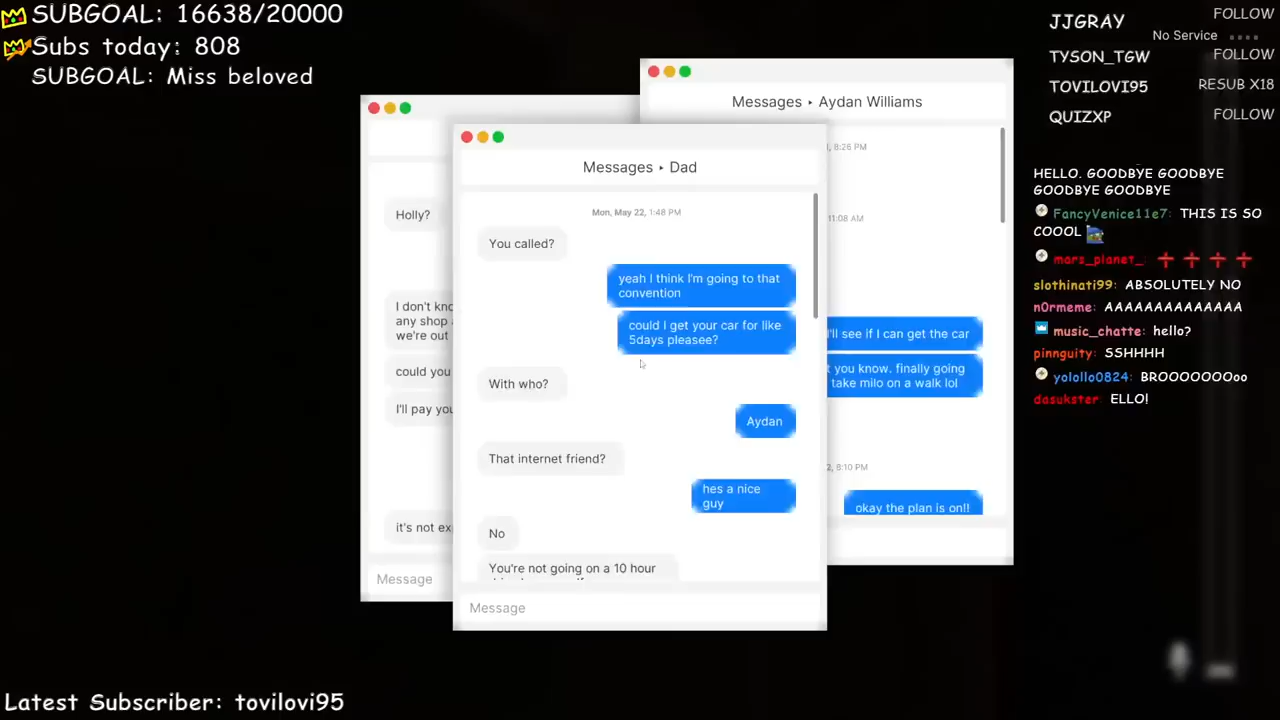 SUBGOAL: 16638/20000
Subs today: 808
SUBGOAL: Miss beloved
JJGRAY FOLLOW
No Service
TYSON_TGW FOLLOW
TOVILOVI95 RESUB X18
QUIZXP FOLLOW
HELLO. GOODBYE GOODBYE
GOODBYE GOODBYE
FancyVenice11e7: THIS IS SO
COOOL
mars_planet_:
slothinati99: ABSOLUTELY NO
n0rmeme: AAAAAAAAAAAAA
music_chatte: hello?
pinnguity: SSHHHH
yolollo0824: BROOOOOOOoo
dasukster: ELLO!
Holly?
I don't kno
any shop
we're out
could you
I'll pay you
it's not exp
Message
Messages ‣ Dad
Mon, May 22, 1:48 PM
You called?
yeah I think I'm going to that
convention
could I get your car for like
5days pleasee?
With who?
Aydan
That internet friend?
hes a nice
guy
No
You're not going on a 10 hour
Message
Messages ‣ Aydan Williams
8:26 PM
11:08 AM
I'll see if I can get the car
t you know. finally going
take milo on a walk lol
2, 8:10 PM
okay the plan is on!!
Latest Subscriber: tovilovi95